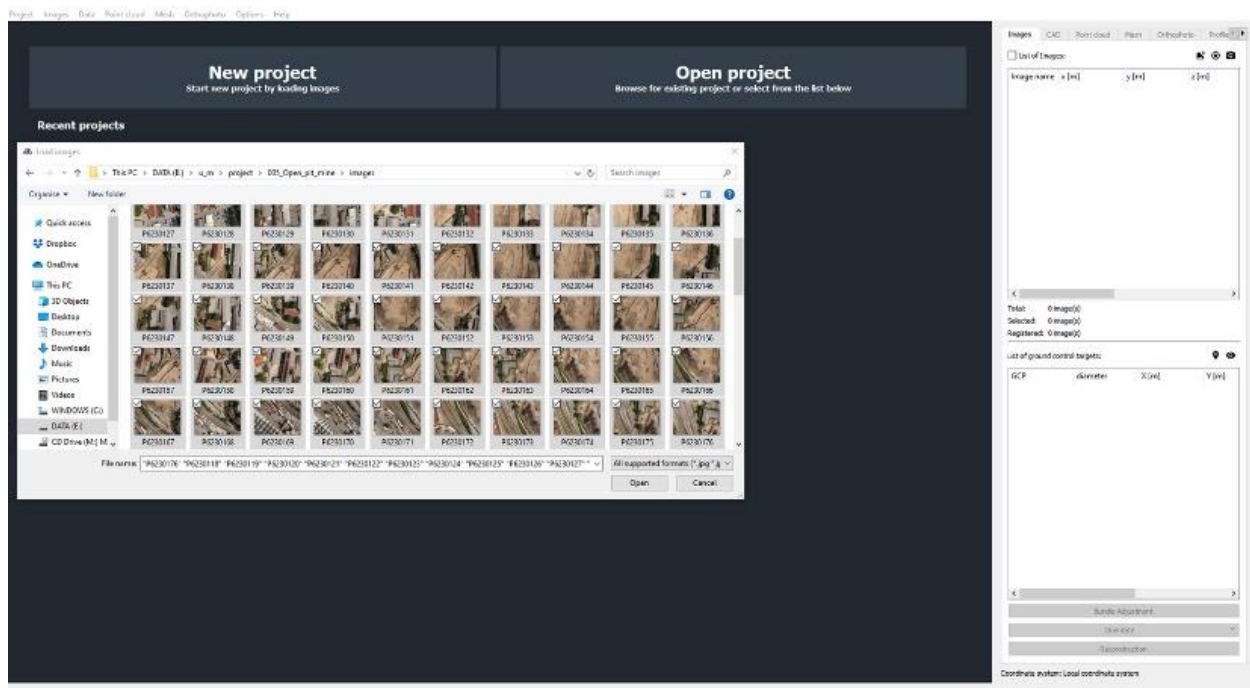 Project Images Data Point cloud Mesh Orthophoto Options Help
New project
Start new project by loading images
Open project
Browse for existing project or select from the list below
Recent projects
Load images
This PC > DATA (E:) > u_m > project > 005_Open_pit_mine > images
Search images
Organise
New folder
Quick access
Dropbox
OneDrive
This PC
3D Objects
Desktop
Documents
Downloads
Music
Pictures
Videos
WINDOWS (C:)
DATA (E:)
CD Drive (M:) M
P6230127 P6230128 P6230129 P6230130 P6230131 P6230132 P6230133 P6230134 P6230135 P6230136
P6230137 P6230138 P6230139 P6230140 P6230141 P6230142 P6230143 P6230144 P6230145 P6230146
P6230147 P6230148 P6230149 P6230150 P6230151 P6230152 P6230153 P6230154 P6230155 P6230156
P6230157 P6230158 P6230159 P6230160 P6230161 P6230162 P6230163 P6230164 P6230165 P6230166
P6230167 P6230168 P6230169 P6230170 P6230171 P6230172 P6230173 P6230174 P6230175 P6230176
File name: "P6230176" "P6230118" "P6230119" "P6230120" "P6230121" "P6230122" "P6230123" "P6230124" "P6230125" "P6230126" "P6230127" "
All supported formats (*.jpg *.j
Open
Cancel
Images CAD Point cloud Mesh Orthophoto Profile
List of Images:
Image name x [m] y [m] z [m]
Total: 0 image(s)
Selected: 0 image(s)
Registered: 0 image(s)
List of ground control targets:
GCP diameter X [m] Y [m]
Bundle Adjustment
Reconstruction
Coordinate system: Local coordinate system